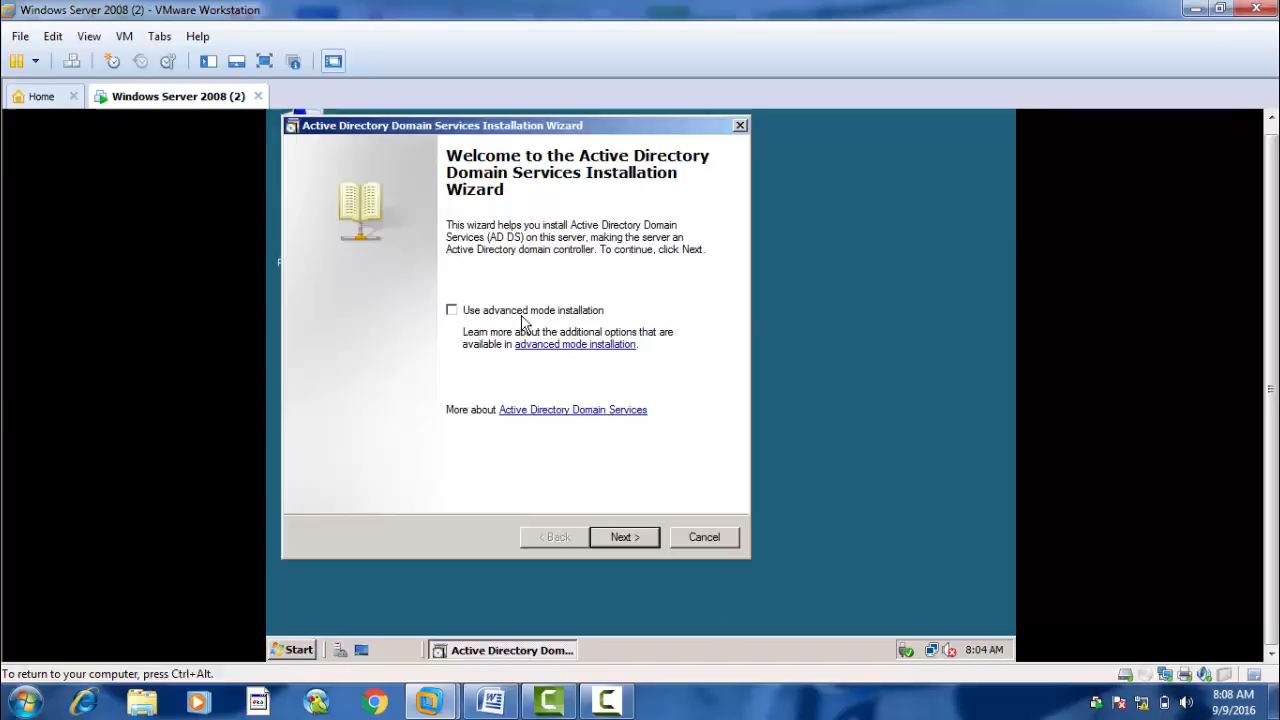 Windows Server 2008 (2) - VMware Workstation
File Edit View VM Tabs Help
Home Windows Server 2008 (2)
Active Directory Domain Services Installation Wizard
Welcome to the Active Directory
Domain Services Installation
Wizard
This wizard helps you install Active Directory Domain
Services (AD DS) on this server, making the server an
Active Directory domain controller. To continue, click Next.
Use advanced mode installation
Learn more about the additional options that are
available in advanced mode installation.
More about Active Directory Domain Services
< Back Next > Cancel
Start Active Directory Dom... 8:04 AM
To return to your computer, press Ctrl+Alt.
8:08 AM
9/9/2016